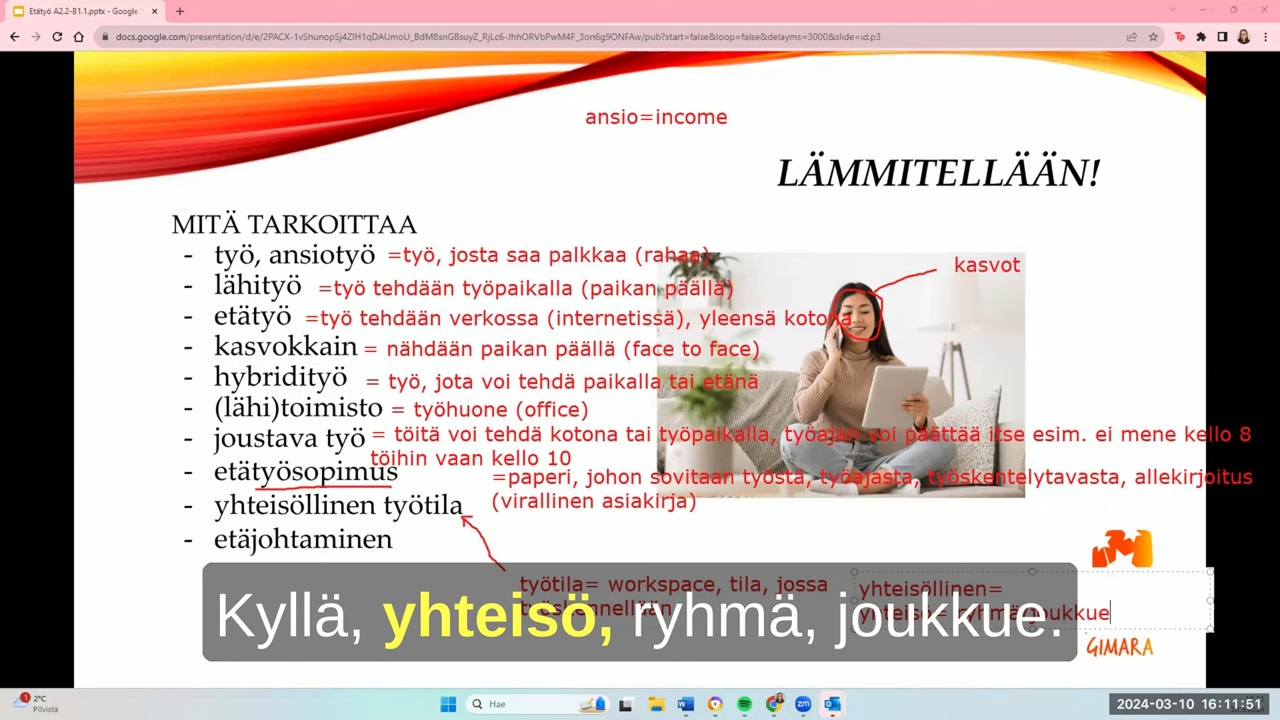 Etätyö A2.2-B1.1.pptx - Google
docs.google.com/presentation/d/e/2PACX-1vShunopSj4ZIH1qDAUmoU_BdM8snGBsuyZ_RjLc6-JhhORVbPwM4F_3on6g9ONFAw/pub?start=false&loop=false&delayms=3000&slide=id.p3
ansio=income
LÄMMITELLÄÄN!
MITÄ TARKOITTAA
- työ, ansiotyö =työ, josta saa palkkaa (rahaa)
kasvot
- lähityö =työ tehdään työpaikalla (paikan päällä)
- etätyö =työ tehdään verkossa (internetissä), yleensä kotona
- kasvokkain = nähdään paikan päällä (face to face)
- hybridityö = työ, jota voi tehdä paikalla tai etänä
- (lähi)toimisto = työhuone (office)
- joustava työ = töitä voi tehdä kotona tai työpaikalla, työajan voi päättää itse esim. ei mene kello 8
töihin vaan kello 10
- etätyösopimus =paperi, johon sovitaan työstä, työajasta, työskentelytavasta, allekirjoitus
(virallinen asiakirja)
- yhteisöllinen työtila
- etäjohtaminen
työtila= workspace, tila, jossa
työskennellään
yhteisöllinen=
yhteisö= ryhmä, joukkue
Kyllä, yhteisö, ryhmä, joukkue.
GIMARA
1
2°C
Pilvistä
Hae
2024-03-10 16:11:51